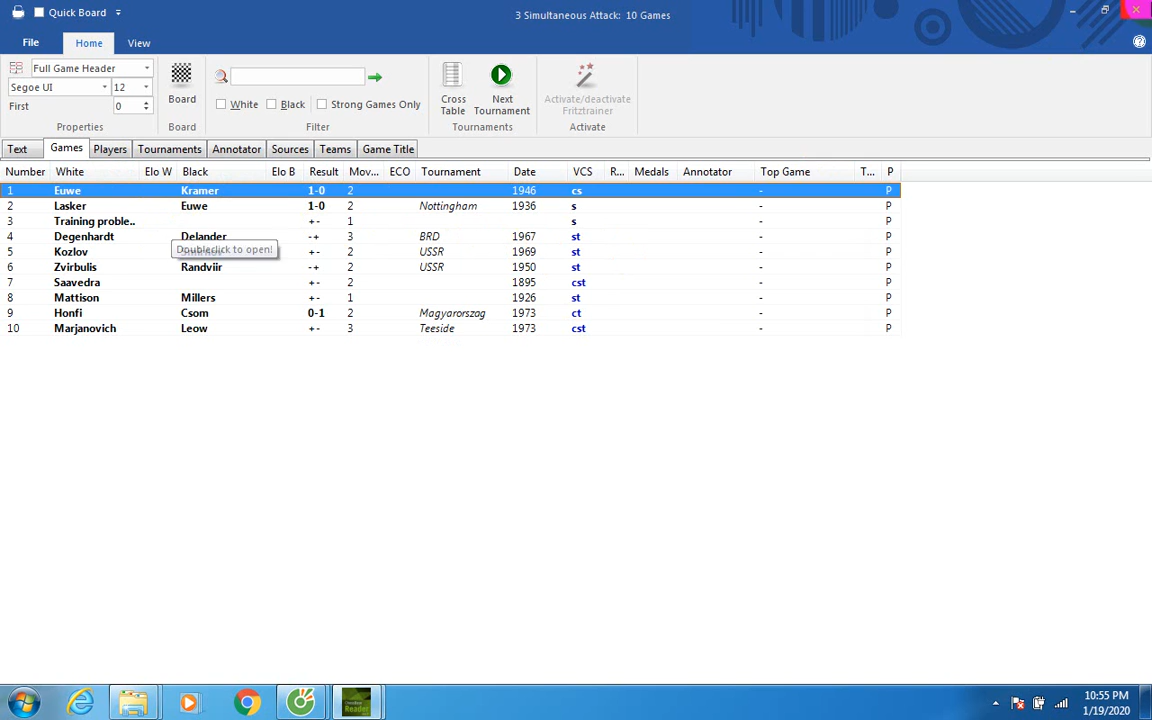 Quick Board
3 Simultaneous Attack: 10 Games
File Home View
Full Game Header
Segoe UI 12
First 0
Board
White Black Strong Games Only
Cross Table
Next Tournament
Activate/deactivate Fritztrainer
Properties Board Filter Tournaments Activate
Text Games Players Tournaments Annotator Sources Teams Game Title
Number White Elo W Black Elo B Result Mov... ECO Tournament Date VCS R... Medals Annotator Top Game T... P
1 Euwe Kramer 1-0 2 1946 cs - P
2 Lasker Euwe 1-0 2 Nottingham 1936 s - P
3 Training proble.. +- 1 s - P
4 Degenhardt Delander -+ 3 BRD 1967 st - P
Doubleclick to open!
5 Kozlov +- 2 USSR 1969 st - P
6 Zvirbulis Randviir -+ 2 USSR 1950 st - P
7 Saavedra +- 2 1895 cst - P
8 Mattison Millers +- 1 1926 st - P
9 Honfi Csom 0-1 2 Magyarorszag 1973 ct - P
10 Marjanovich Leow +- 3 Teeside 1973 cst - P
Reader
10:55 PM
1/19/2020